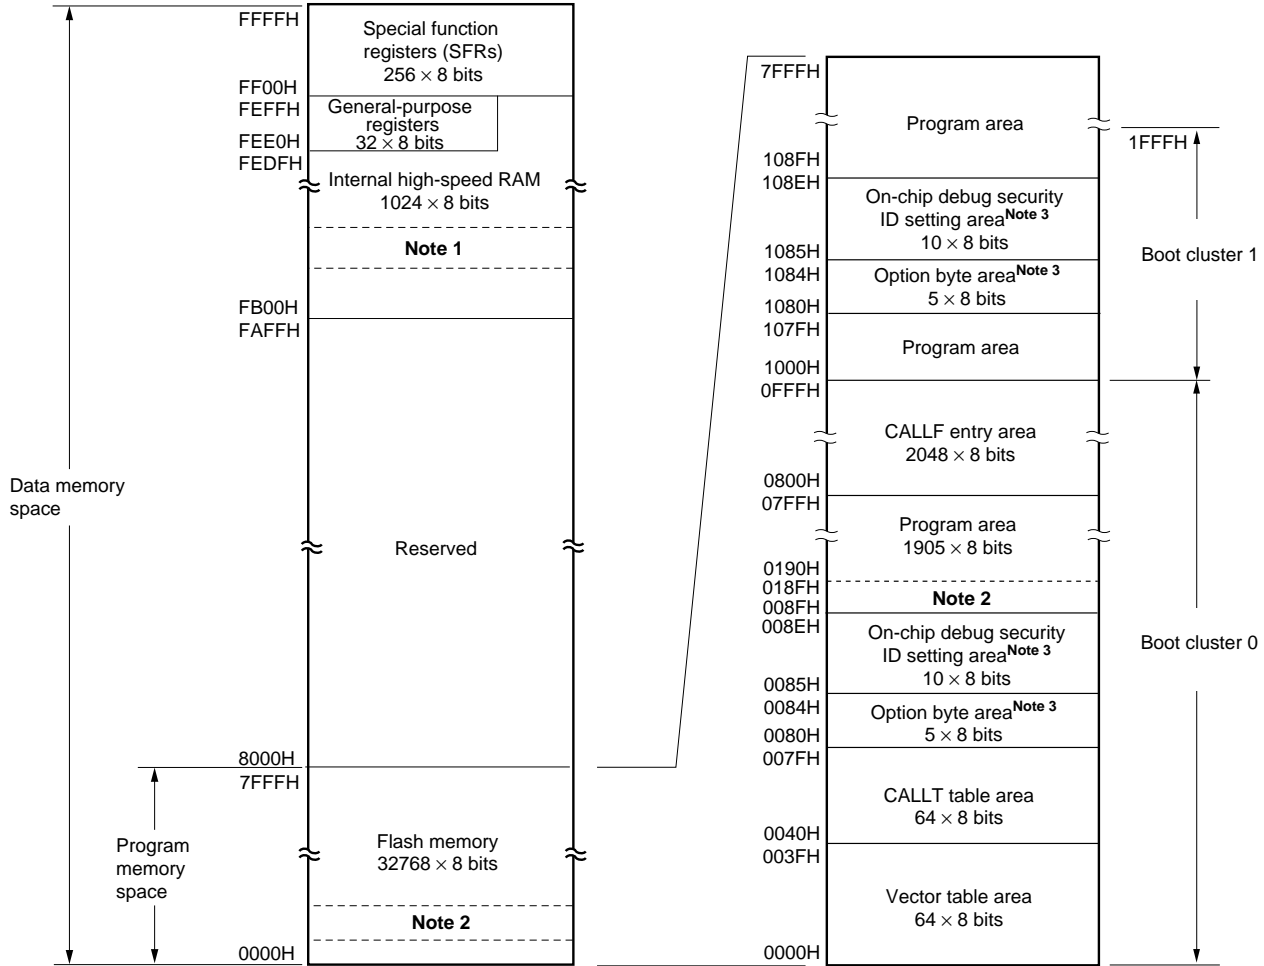 FFFFH
Special function
registers (SFRs)
256 × 8 bits
FF00H
FEFFH
General-purpose
registers
32 × 8 bits
FEE0H
FEDFH
Internal high-speed RAM
1024 × 8 bits
Note 1
FB00H
FAFFH
Data memory
space
Reserved
8000H
7FFFH
Program
memory
space
Flash memory
32768 × 8 bits
Note 2
0000H
7FFFH
Program area
1FFFH
108FH
108EH
On-chip debug security
ID setting area Note 3
10 × 8 bits
Boot cluster 1
1085H
1084H
Option byte area Note 3
5 × 8 bits
1080H
107FH
Program area
1000H
0FFFH
CALLF entry area
2048 × 8 bits
0800H
07FFH
Program area
1905 × 8 bits
0190H
018FH
Note 2
008FH
008EH
On-chip debug security
ID setting area Note 3
10 × 8 bits
Boot cluster 0
0085H
0084H
Option byte area Note 3
5 × 8 bits
0080H
007FH
CALLT table area
64 × 8 bits
0040H
003FH
Vector table area
64 × 8 bits
0000H